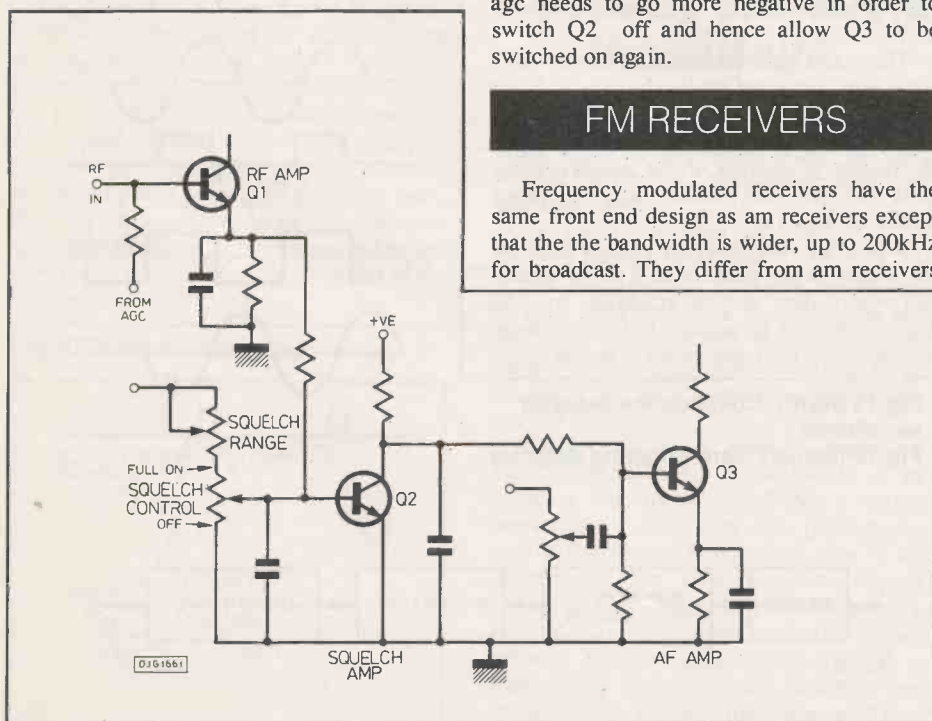 agc needs to go more negative in order to
switch Q2 off and hence allow Q3 to be
switched on again.
FM RECEIVERS
Frequency modulated receivers have the
same front end design as am receivers except
that the the bandwidth is wider, up to 200kHz
for broadcast. They differ from am receivers
RF
IN
RF AMP
Q1
FROM
AGC
+VE
SQUELCH
RANGE
FULL ON
SQUELCH
CONTROL
OFF
Q2
Q3
DJG1661
SQUELCH
AMP
AF AMP